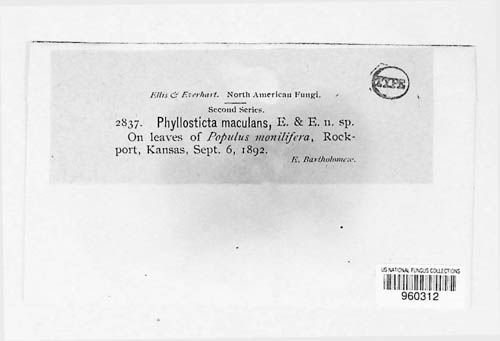 TYPE
Ellis & Everhart. North American Fungi.
Second Series.
2837. Phyllosticta maculans, E. & E. n. sp.
On leaves of Populus monilifera, Rock-
port, Kansas, Sept. 6, 1892.
E. Bartholomew.
US NATIONAL FUNGUS COLLECTIONS
960312